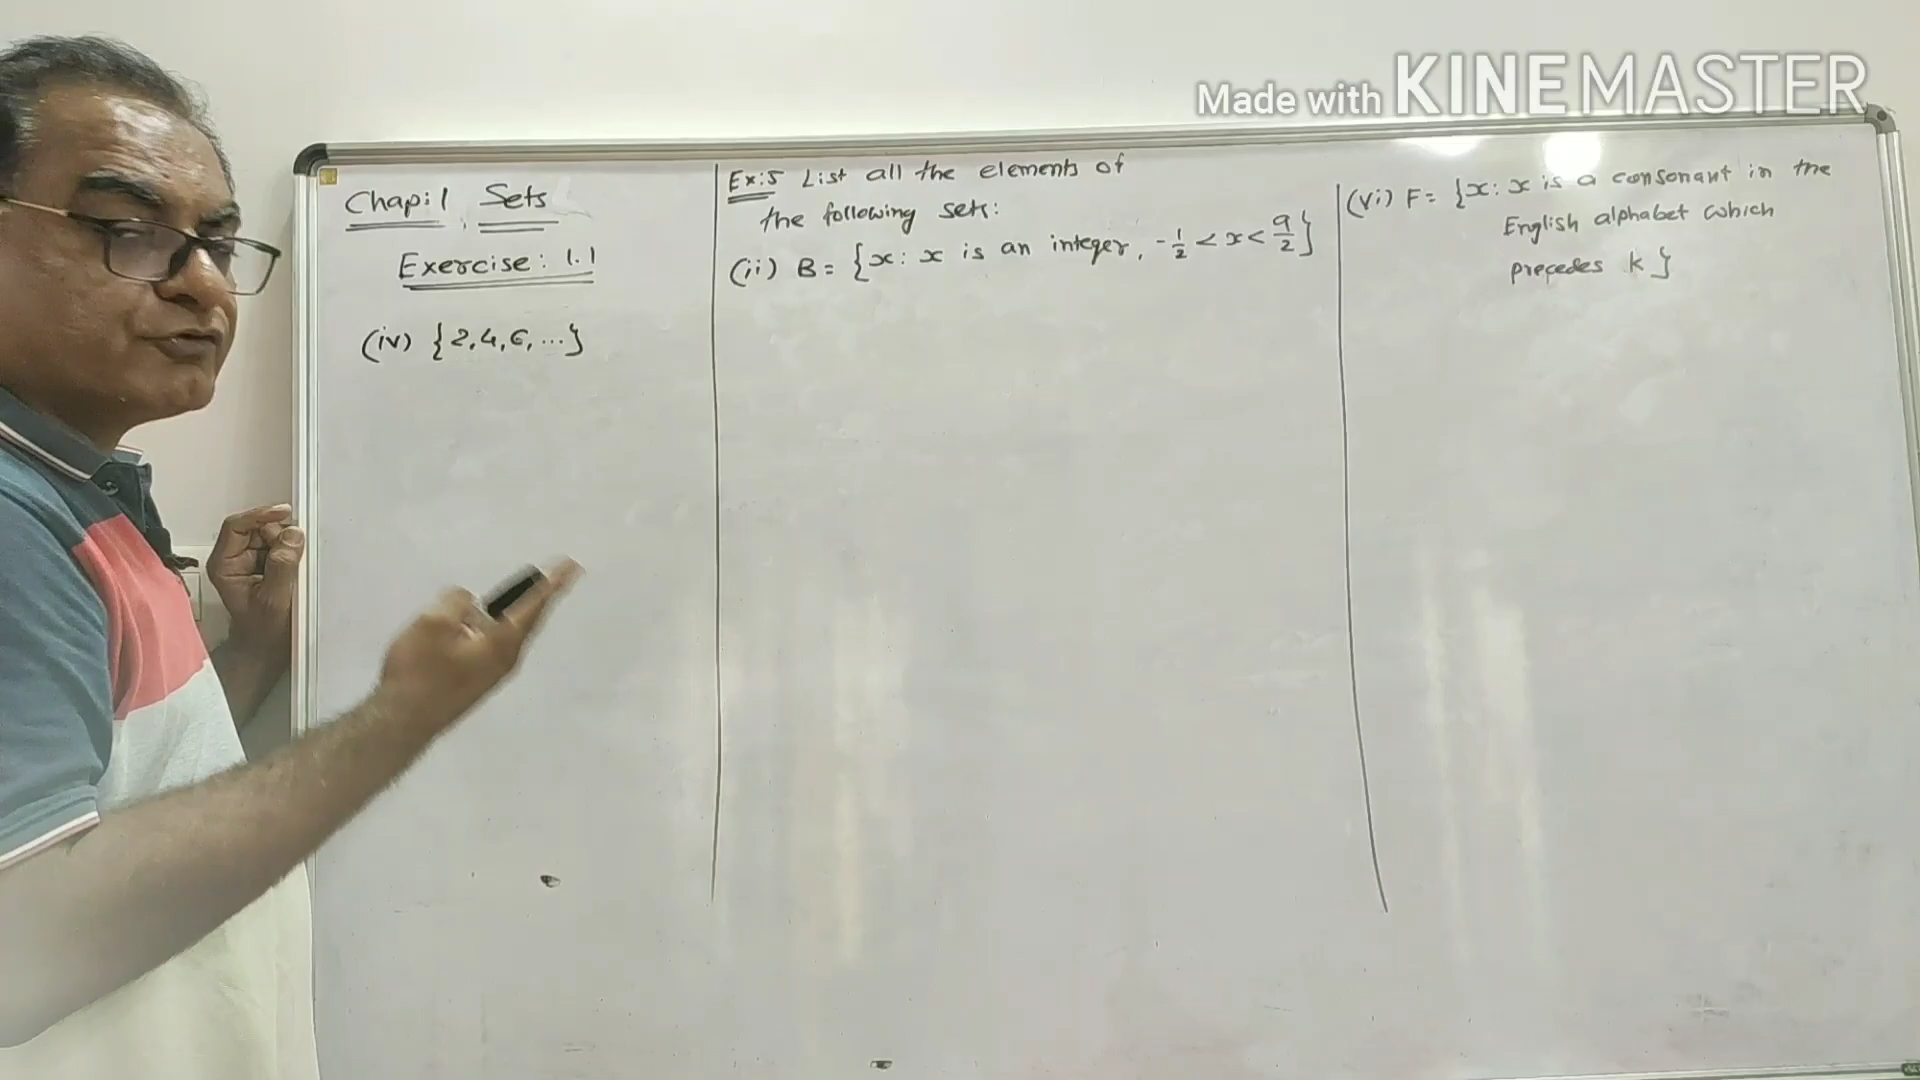 Made with KINEMASTER
Chap:1 Sets
Exercise: 1.1
(iv) {2,4,6, ...}
Ex:5 List all the elements of
the following sets:
(ii) B = {x: x is an integer, -1/2 < x < 9/2}
(vi) F = {x: x is a consonant in the
English alphabet which
precedes k}